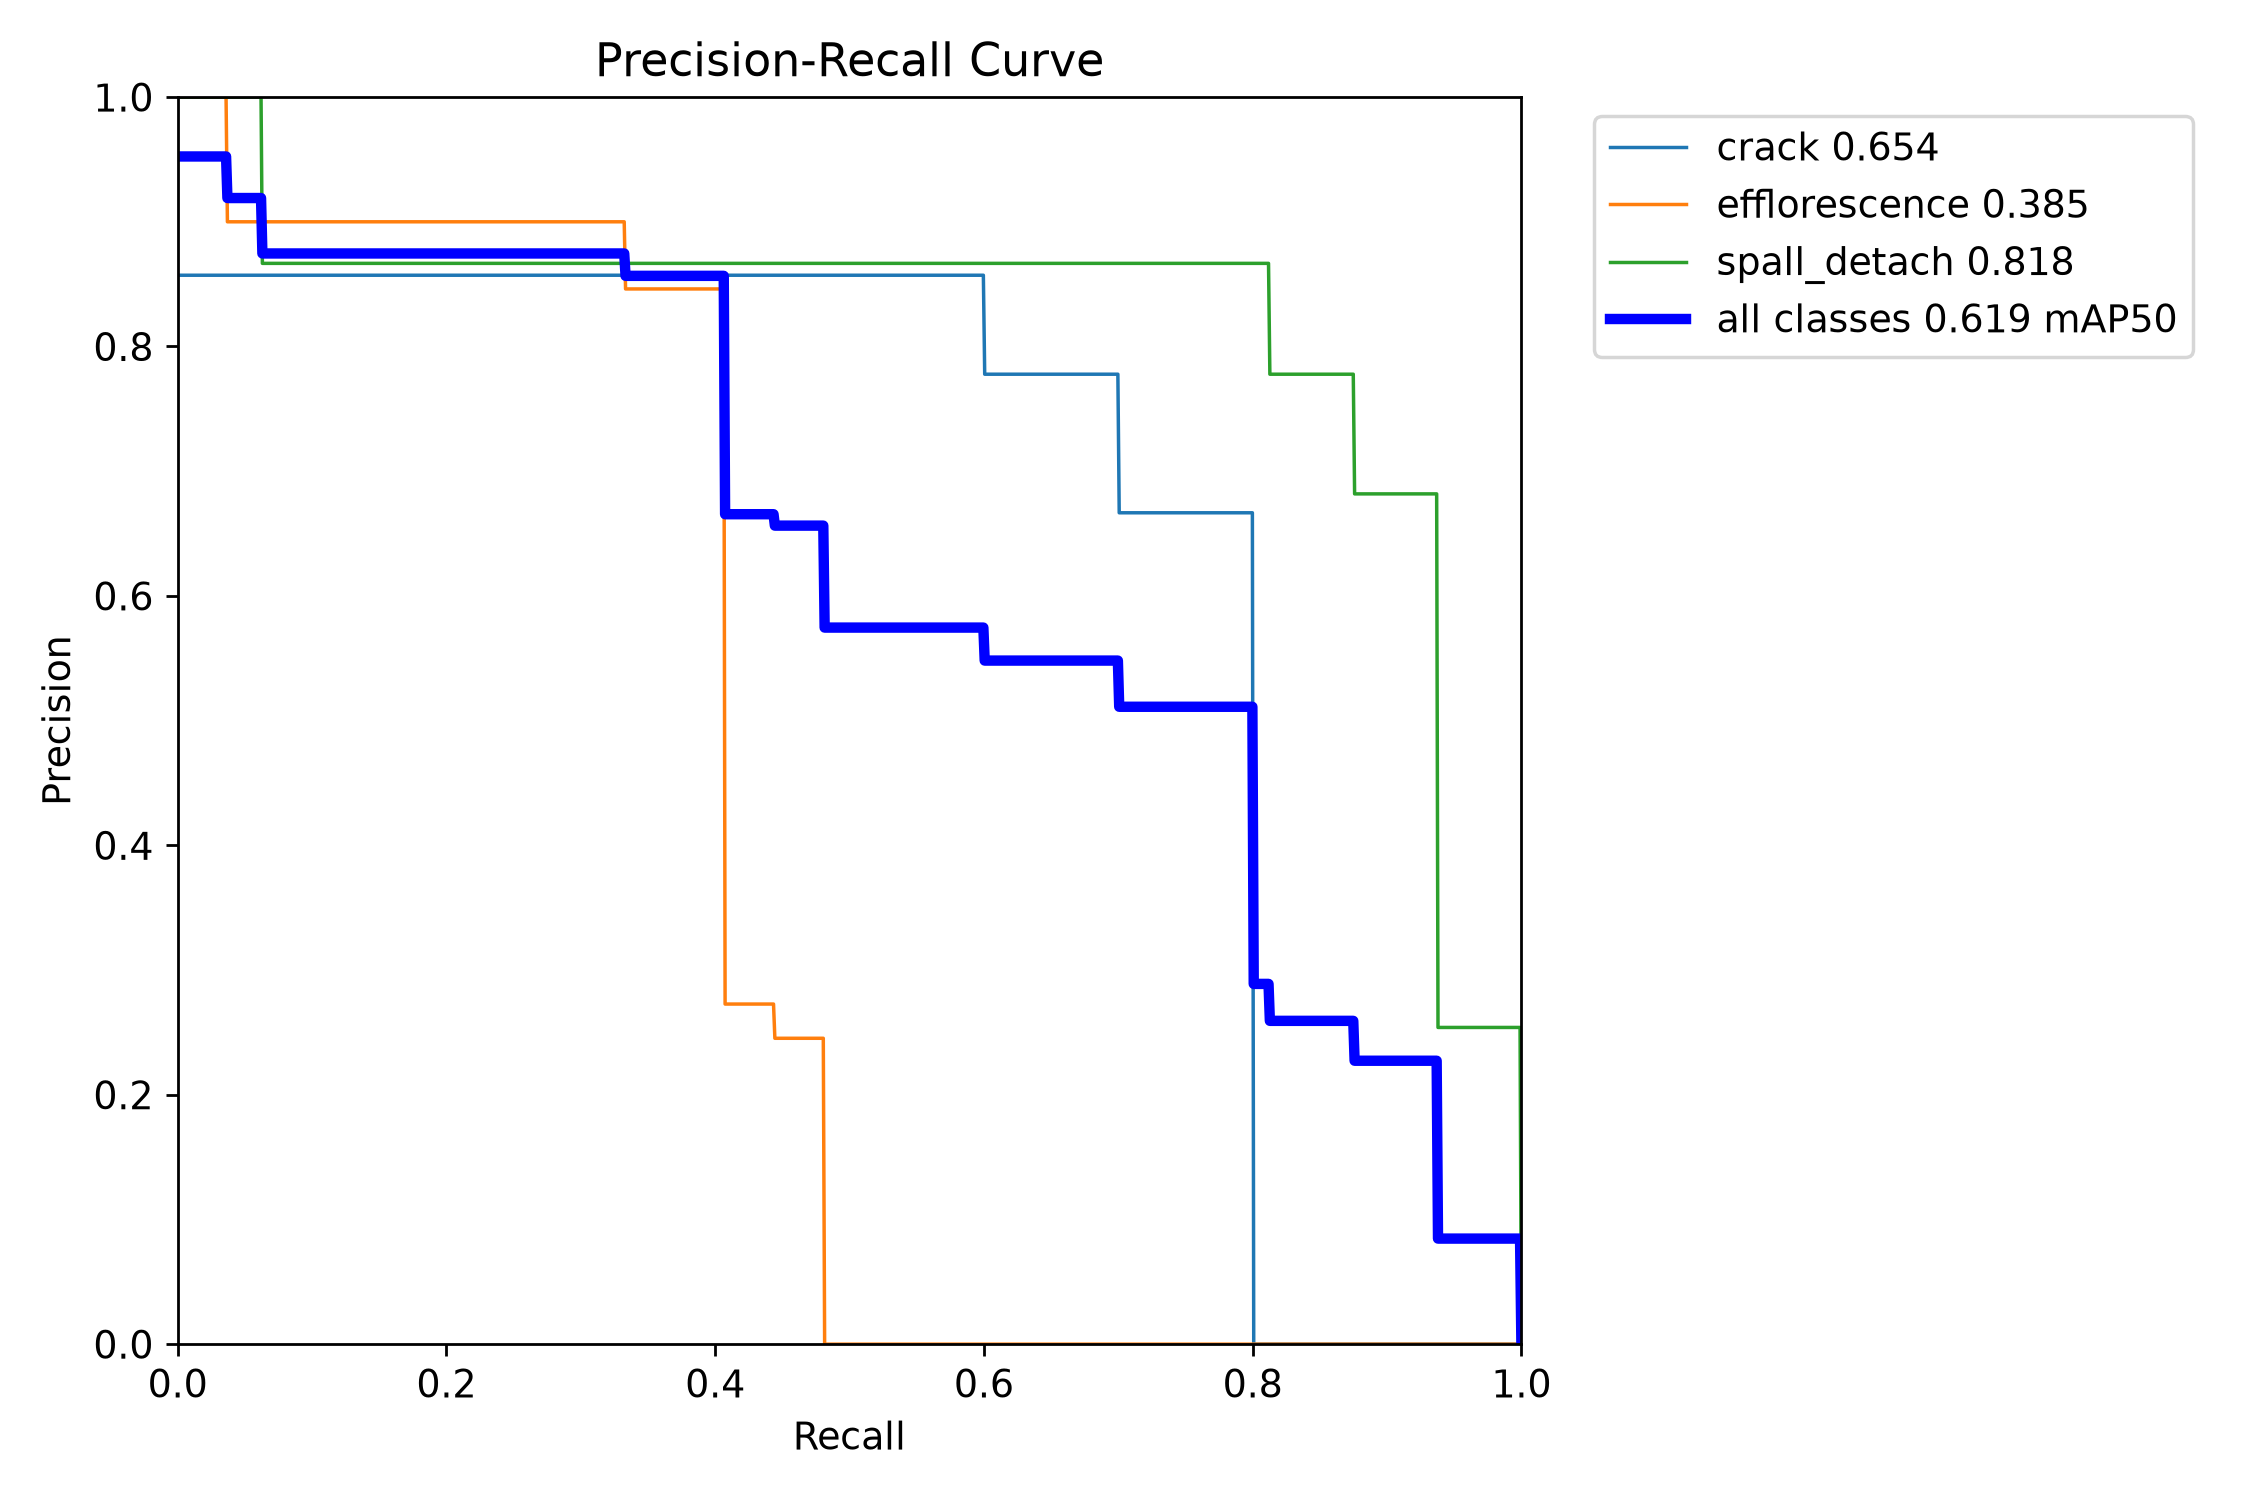 Precision-Recall Curve
1.0
0.8
0.6
0.4
0.2
0.0
Precision
0.0 0.2 0.4 0.6 0.8 1.0
Recall
crack 0.654
efflorescence 0.385
spall_detach 0.818
all classes 0.619 mAP50